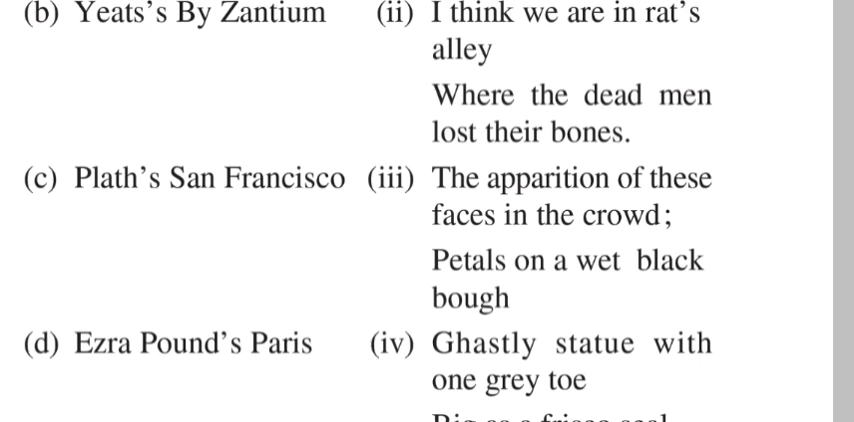 (b) Yeats's By Zantium (ii) I think we are in rat's
alley
Where the dead men
lost their bones.
(c) Plath's San Francisco (iii) The apparition of these
faces in the crowd;
Petals on a wet black
bough
(d) Ezra Pound's Paris (iv) Ghastly statue with
one grey toe